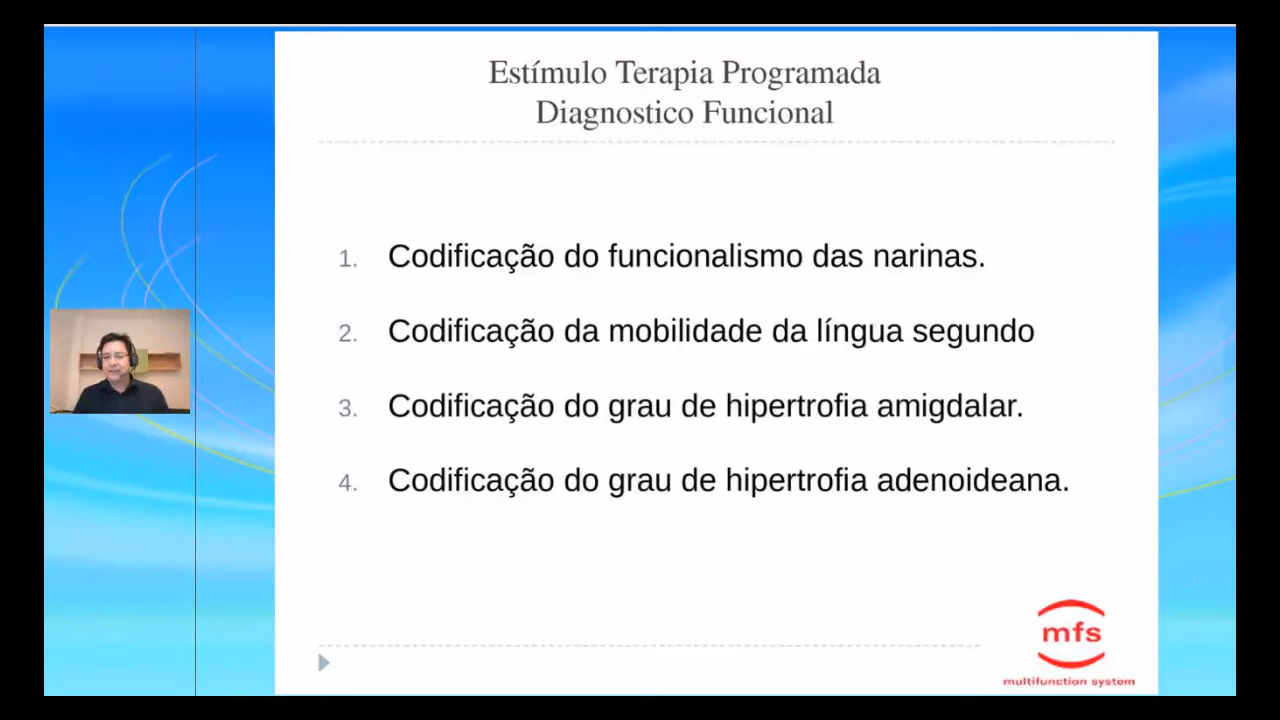 Estímulo Terapia Programada
Diagnostico Funcional
1. Codificação do funcionalismo das narinas.
2. Codificação da mobilidade da língua segundo
3. Codificação do grau de hipertrofia amigdalar.
4. Codificação do grau de hipertrofia adenoideana.
mfs
multifunction system